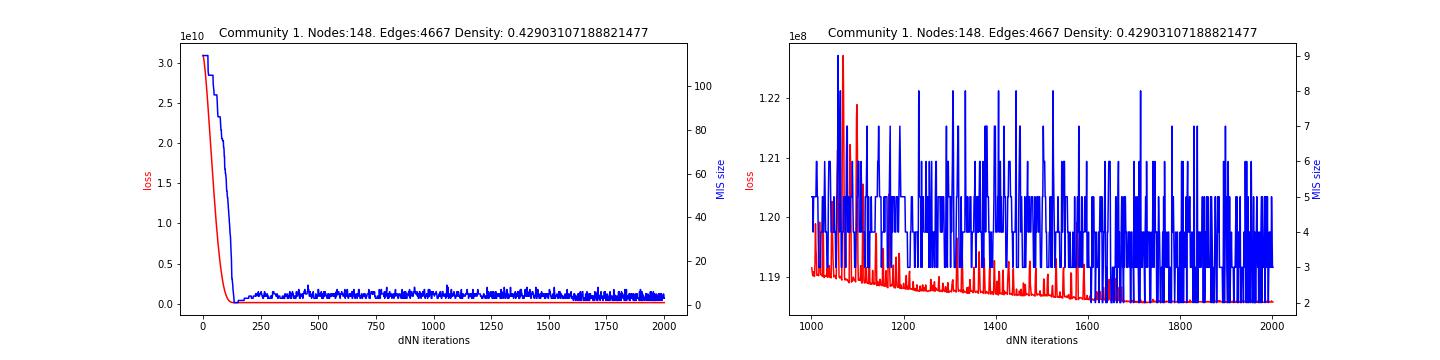 Community 1. Nodes:148. Edges:4667 Density: 0.42903107188821477
1e10
3.0
2.5
2.0
1.5
1.0
0.5
0.0
loss
100
80
60
40
20
0
MIS size
0 250 500 750 1000 1250 1500 1750 2000
dNN iterations
Community 1. Nodes:148. Edges:4667 Density: 0.42903107188821477
1e8
1.22
1.21
1.20
1.19
loss
9
8
7
6
5
4
3
2
MIS size
1000 1200 1400 1600 1800 2000
dNN iterations